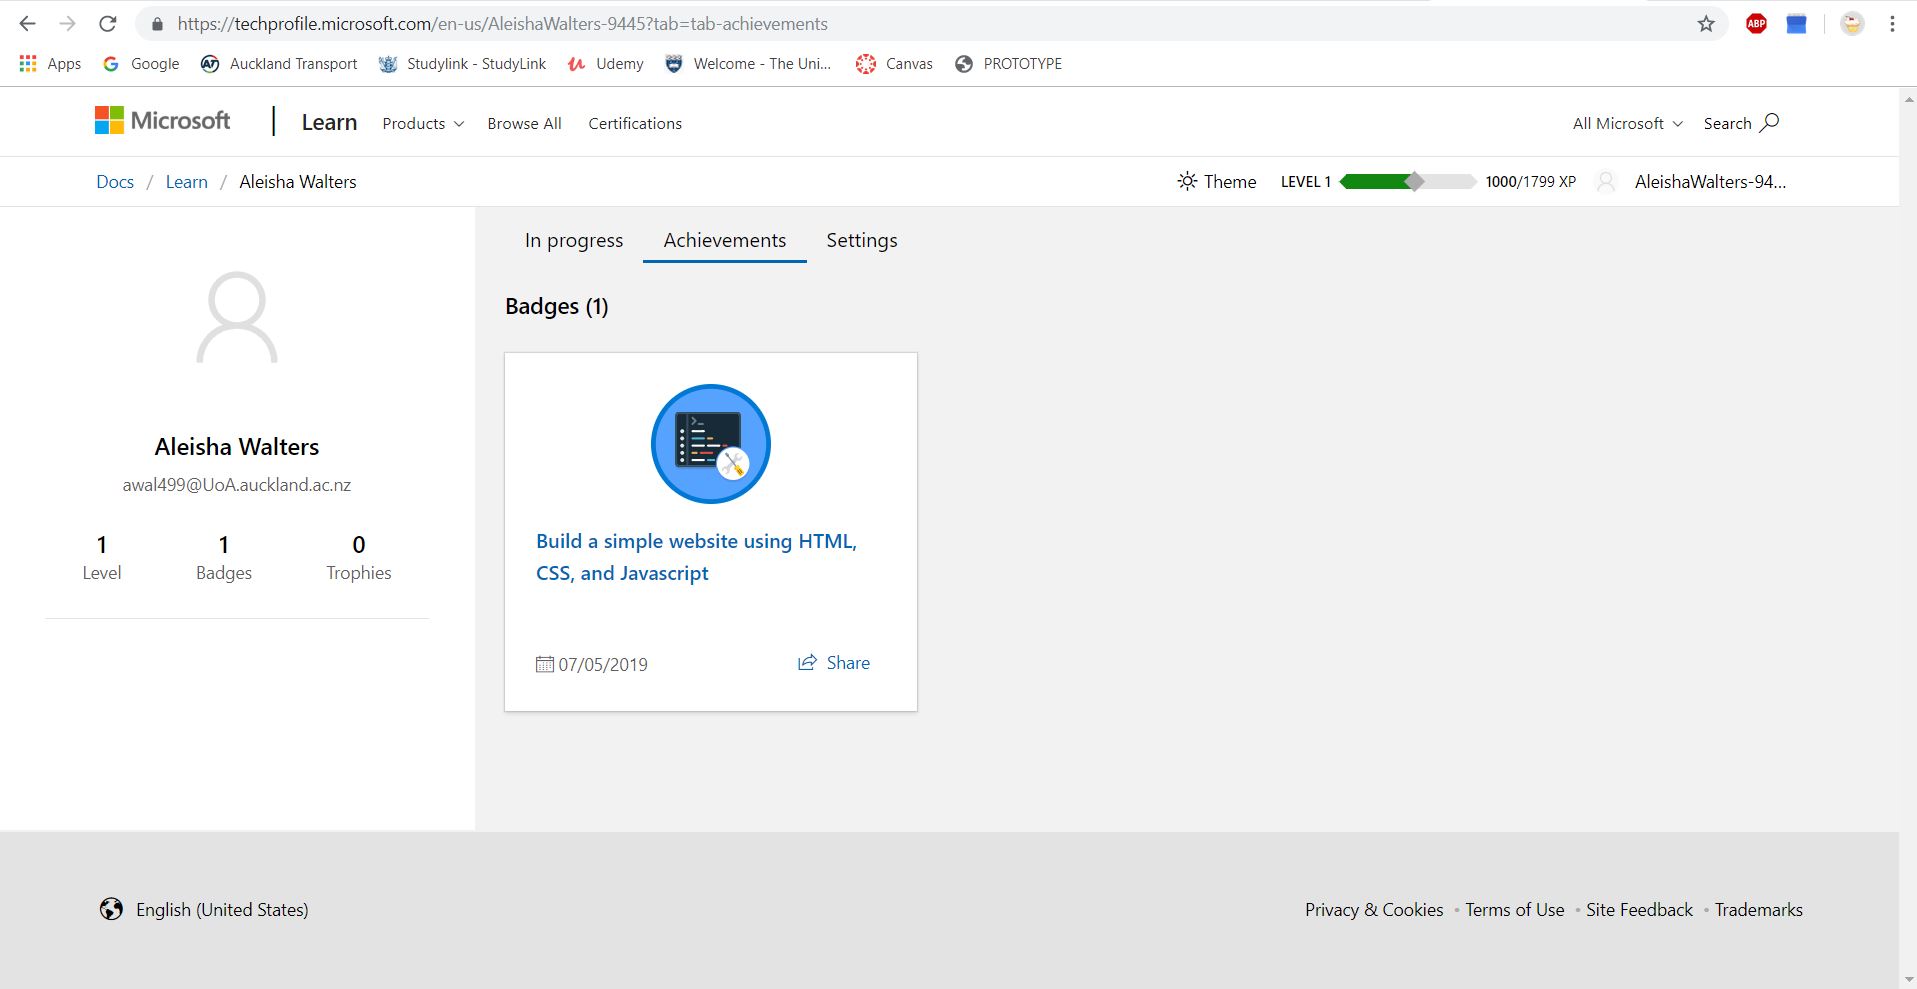 https://techprofile.microsoft.com/en-us/AleishaWalters-9445?tab=tab-achievements
ABP
Apps Google Auckland Transport Studylink - StudyLink Udemy Welcome - The Uni... Canvas PROTOTYPE
Microsoft Learn Products Browse All Certifications All Microsoft Search
Docs / Learn / Aleisha Walters Theme LEVEL 1 1000/1799 XP AleishaWalters-94...
In progress Achievements Settings
Badges (1)
Aleisha Walters
awal499@UoA.auckland.ac.nz
1 1 0
Level Badges Trophies
Build a simple website using HTML,
CSS, and Javascript
07/05/2019 Share
English (United States) Privacy & Cookies • Terms of Use • Site Feedback • Trademarks